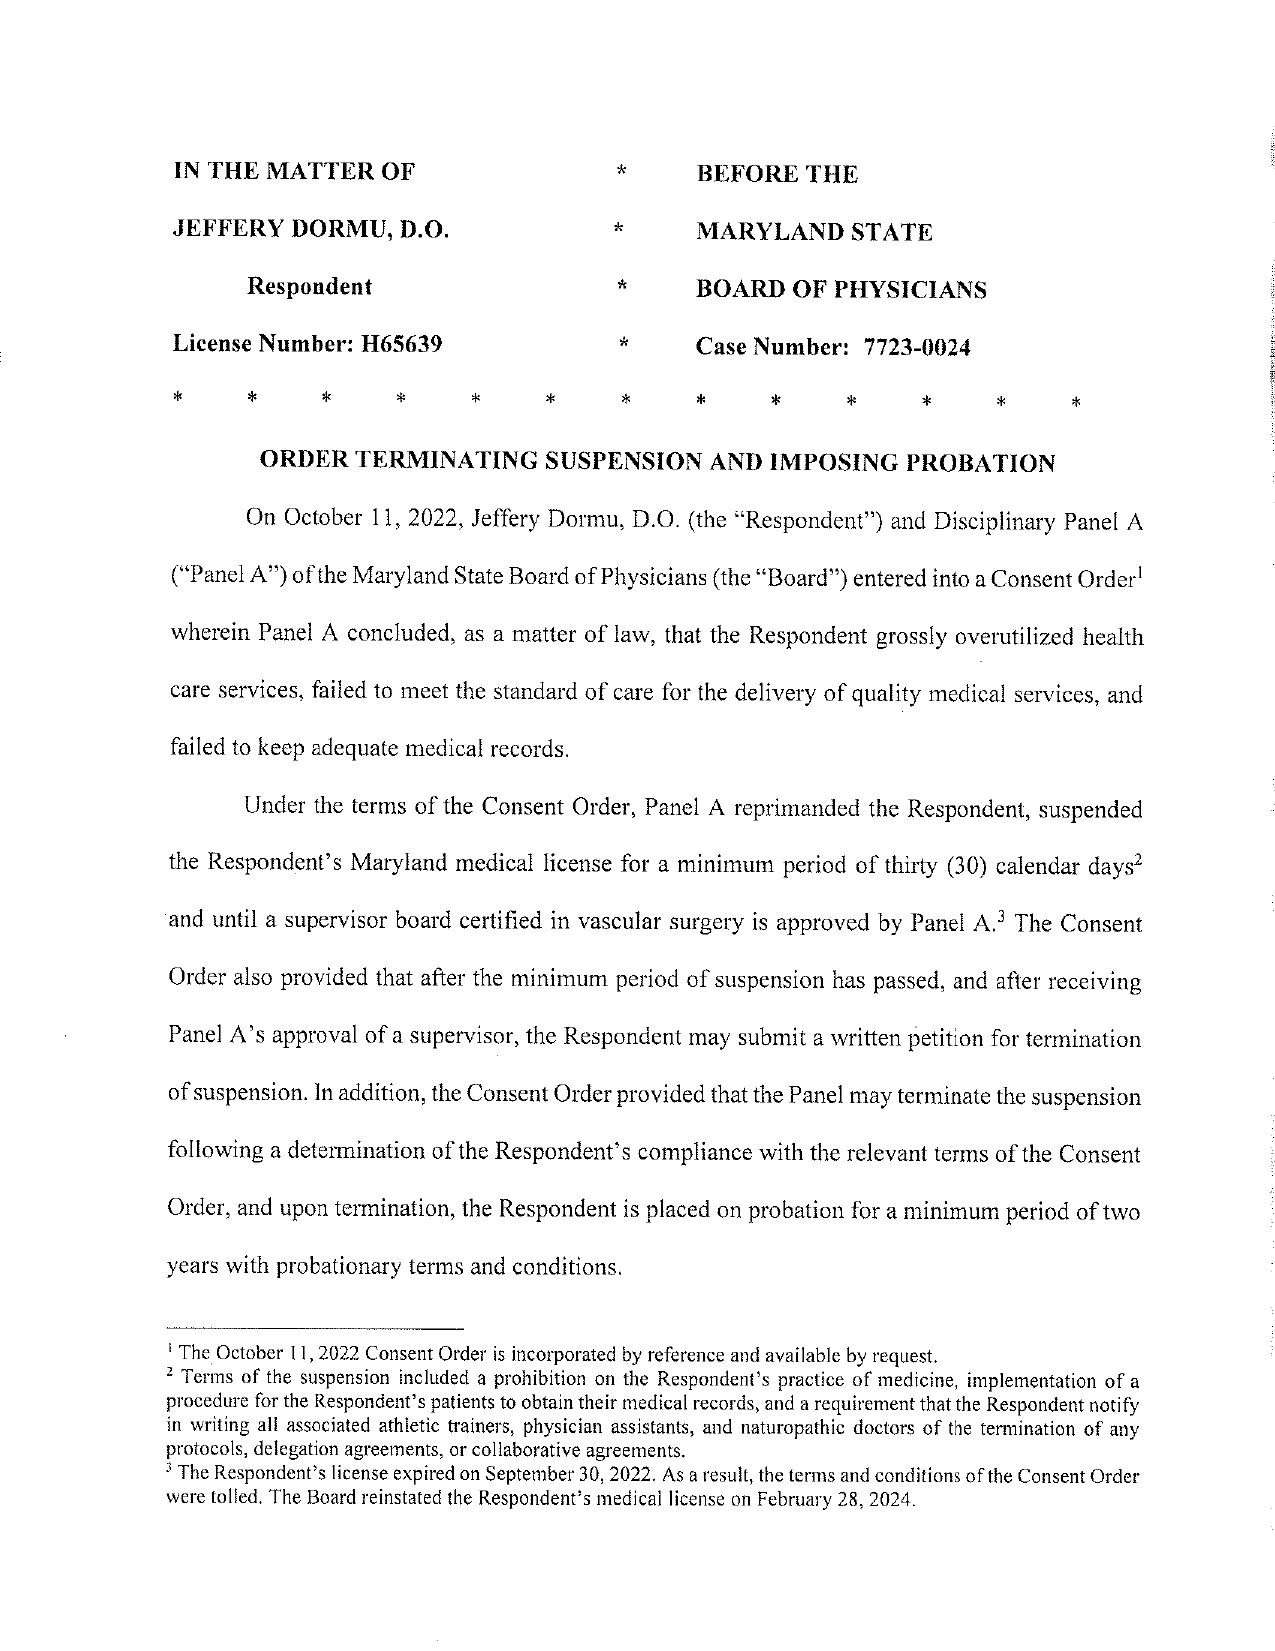 IN THE MATTER OF * BEFORE THE
JEFFERY DORMU, D.O. * MARYLAND STATE
Respondent * BOARD OF PHYSICIANS
License Number: H65639 * Case Number: 7723-0024
* * * * * * * * * * * * *
ORDER TERMINATING SUSPENSION AND IMPOSING PROBATION
On October 11, 2022, Jeffery Dormu, D.O. (the “Respondent”) and Disciplinary Panel A
(“Panel A”) of the Maryland State Board of Physicians (the “Board”) entered into a Consent Order¹
wherein Panel A concluded, as a matter of law, that the Respondent grossly overutilized health
care services, failed to meet the standard of care for the delivery of quality medical services, and
failed to keep adequate medical records.
Under the terms of the Consent Order, Panel A reprimanded the Respondent, suspended
the Respondent’s Maryland medical license for a minimum period of thirty (30) calendar days²
and until a supervisor board certified in vascular surgery is approved by Panel A.³ The Consent
Order also provided that after the minimum period of suspension has passed, and after receiving
Panel A’s approval of a supervisor, the Respondent may submit a written petition for termination
of suspension. In addition, the Consent Order provided that the Panel may terminate the suspension
following a determination of the Respondent’s compliance with the relevant terms of the Consent
Order, and upon termination, the Respondent is placed on probation for a minimum period of two
years with probationary terms and conditions.
¹ The October 11, 2022 Consent Order is incorporated by reference and available by request.
² Terms of the suspension included a prohibition on the Respondent’s practice of medicine, implementation of a
procedure for the Respondent’s patients to obtain their medical records, and a requirement that the Respondent notify
in writing all associated athletic trainers, physician assistants, and naturopathic doctors of the termination of any
protocols, delegation agreements, or collaborative agreements.
³ The Respondent’s license expired on September 30, 2022. As a result, the terms and conditions of the Consent Order
were tolled. The Board reinstated the Respondent’s medical license on February 28, 2024.